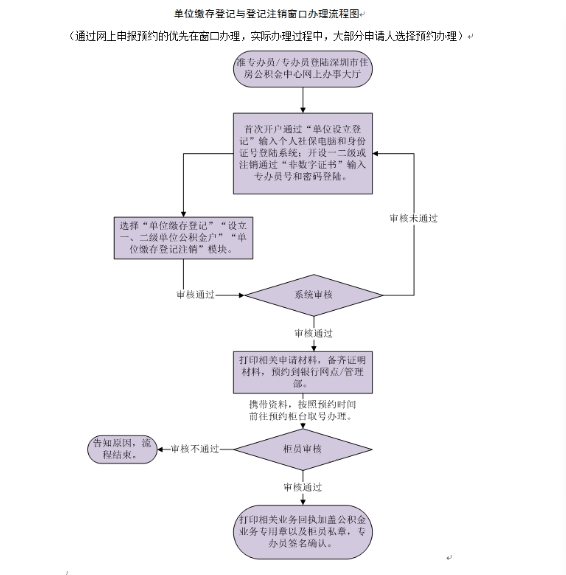 单位缴存登记与登记注销窗口办理流程图
（通过网上申报预约的优先在窗口办理，实际办理过程中，大部分申请人选择预约办理）
准专办员/专办员登陆深圳市住
房公积金中心网上办事大厅
首次开户通过“单位设立登
记”输入个人社保电脑和身份
证号登陆系统；开设一二级或
注销通过“非数字证书”输入
专办员号和密码登陆。
审核未通过
选择“单位缴存登记”“设立
一、二级单位公积金户”“单
位缴存登记注销”模块。
审核通过
系统审核
审核通过
打印相关申请材料，备齐证明
材料，预约到银行网点/管理
部。
携带资料，按照预约时间
前往预约柜台取号办理。
告知原因，流
程结束。
审核不通过
柜员审核
审核通过
打印相关业务回执加盖公积金
业务专用章以及柜员私章，专
办员签名确认。